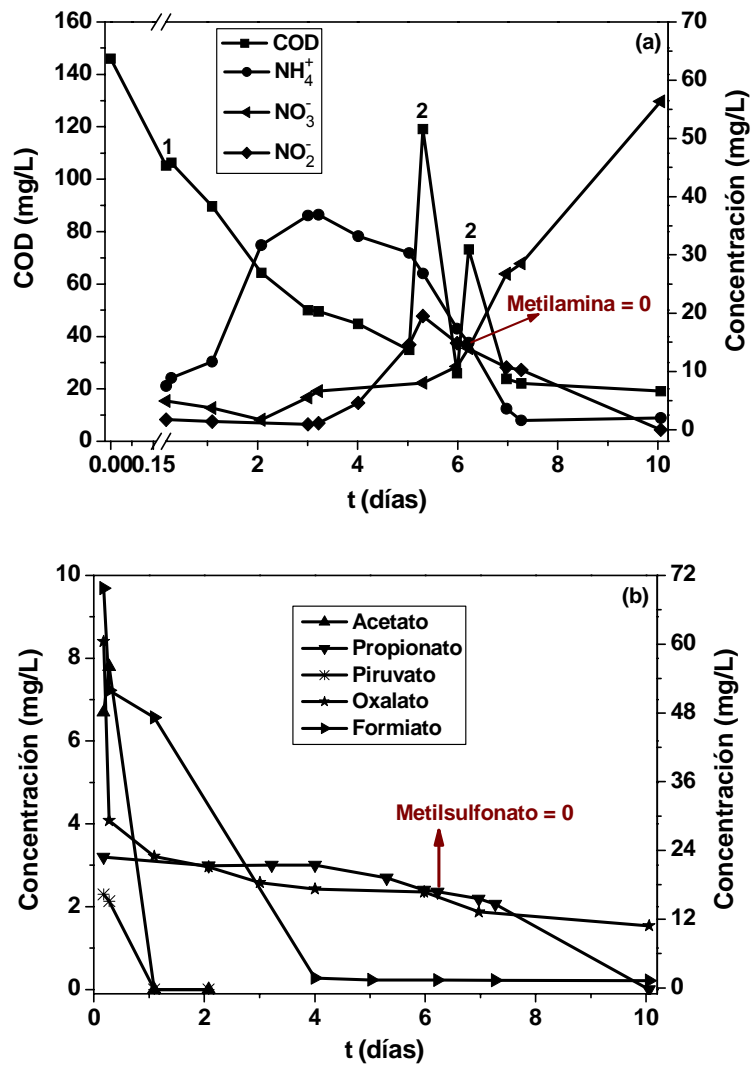 (a)
COD
NH4+
NO3-
NO2-
1
2
2
Metilamina = 0
COD (mg/L)
160
140
120
100
80
60
40
20
0
Concentración (mg/L)
70
60
50
40
30
20
10
0
0.000.15 2 4 6 8 10
t (días)
(b)
Acetato
Propionato
Piruvato
Oxalato
Formiato
Metilsulfonato = 0
Concentración (mg/L)
10
8
6
4
2
0
Concentración (mg/L)
72
60
48
36
24
12
0
0 2 4 6 8 10
t (días)